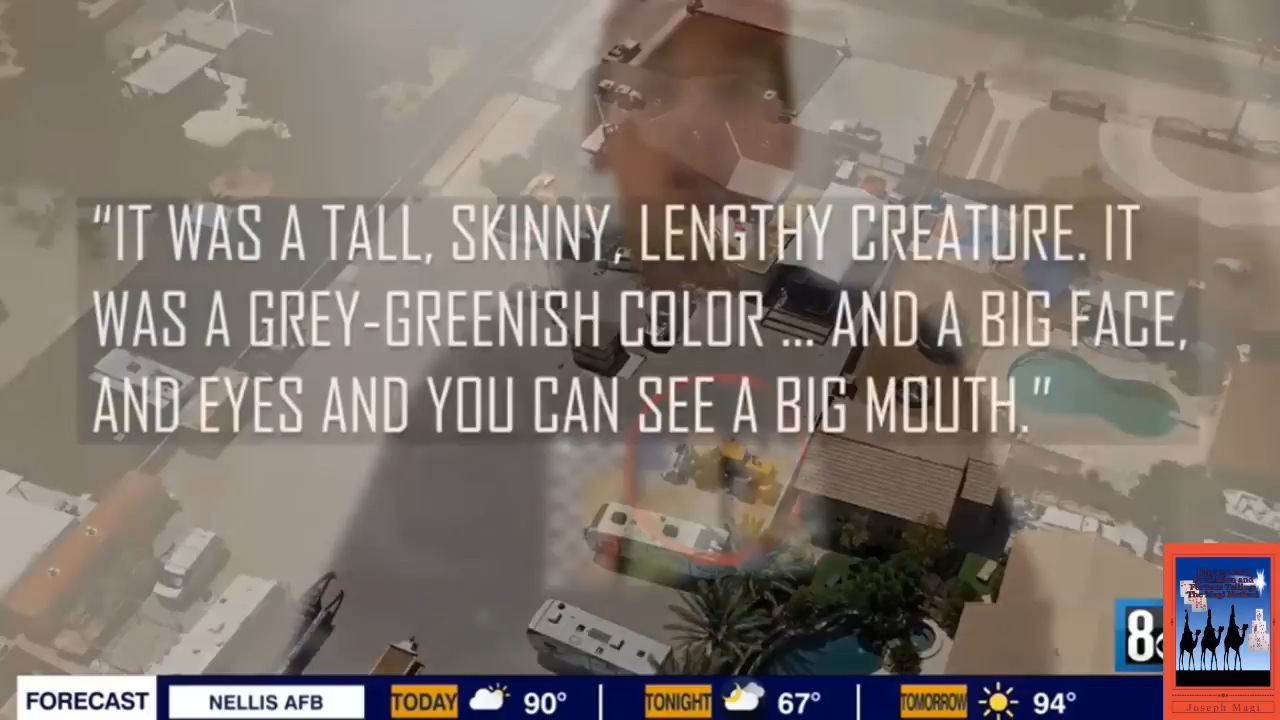 “IT WAS A TALL, SKINNY, LENGTHY CREATURE. IT
WAS A GREY-GREENISH COLOR ... AND A BIG FACE,
AND EYES AND YOU CAN SEE A BIG MOUTH.”
8
FORECAST NELLIS AFB TODAY 90° TONIGHT 67° TOMORROW 94°
Joseph Magi